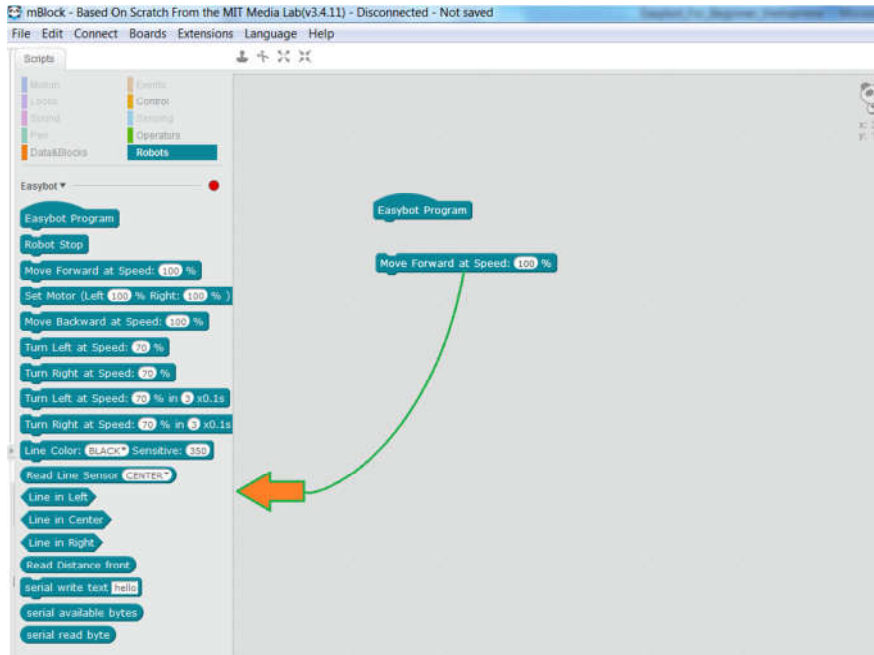 mBlock - Based On Scratch From the MIT Media Lab(v3.4.11) - Disconnected - Not saved
File Edit Connect Boards Extensions Language Help
Scripts
Motion Events
Looks Control
Sound Sensing
Pen Operators
Data&Blocks Robots
Easybot
Easybot Program
Robot Stop
Move Forward at Speed: 100 %
Set Motor (Left 100 % Right: 100 % )
Move Backward at Speed: 100 %
Turn Left at Speed: 70 %
Turn Right at Speed: 70 %
Turn Left at Speed: 70 % in 3 x0.1s
Turn Right at Speed: 70 % in 3 x0.1s
Line Color: BLACK Sensitive: 350
Read Line Sensor CENTER
Line in Left
Line in Center
Line in Right
Read Distance front
serial write text hello
serial available bytes
serial read byte
Easybot Program
Move Forward at Speed: 100 %
x:
y: